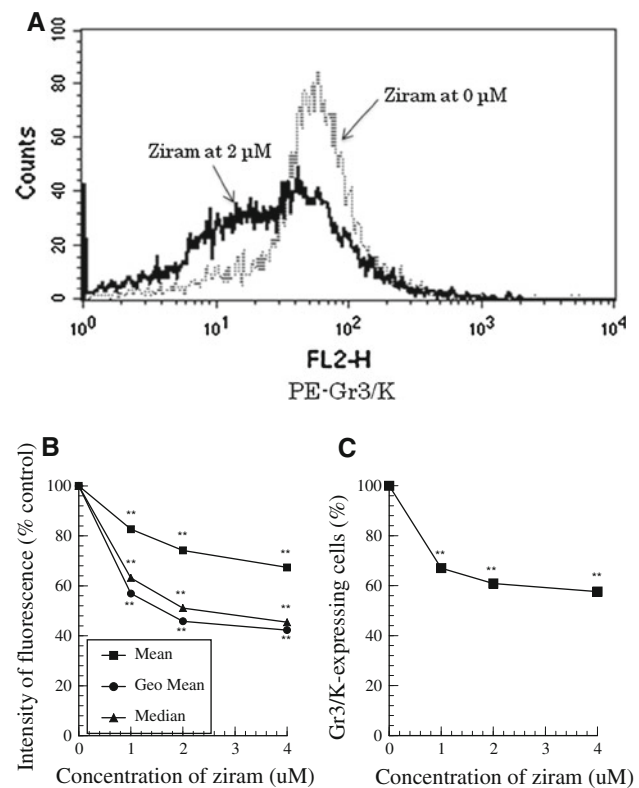 A
100
80
60
40
20
0
Counts
Ziram at 0 µM
Ziram at 2 µM
10⁰ 10¹ 10² 10³ 10⁴
FL2-H
PE-Gr3/K
B
Intensity of fluorescence (% control)
100
80
60
40
20
0
**
**
**
**
**
**
**
**
**
Mean
Geo Mean
Median
0 1 2 3 4
Concentration of ziram (uM)
C
Gr3/K-expressing cells (%)
100
80
60
40
20
0
**
**
**
0 1 2 3 4
Concentration of ziram (uM)